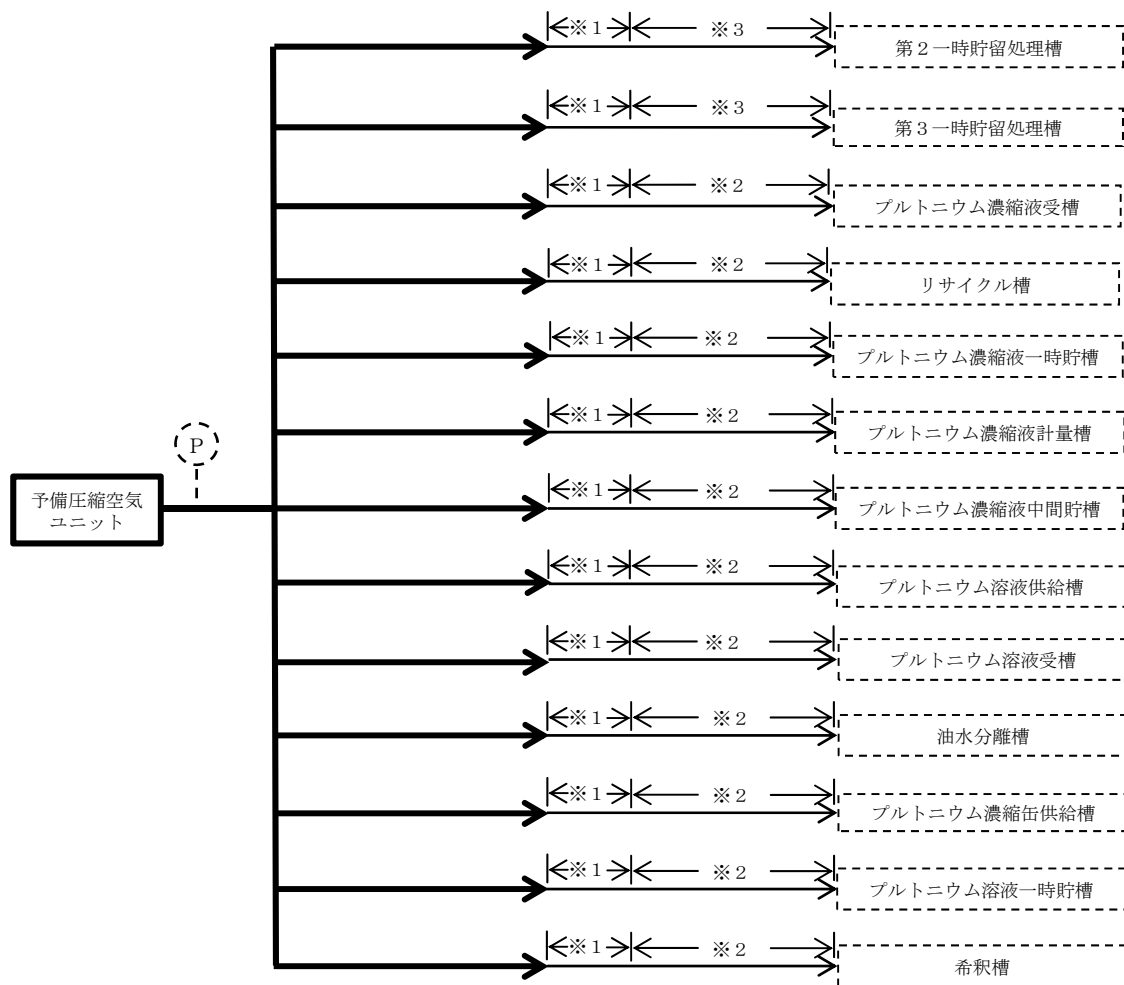 ※1 ※3
第2一時貯留処理槽
※1 ※3
第3一時貯留処理槽
※1 ※2
プルトニウム濃縮液受槽
※1 ※2
リサイクル槽
※1 ※2
プルトニウム濃縮液一時貯槽
※1 ※2
プルトニウム濃縮液計量槽
P
予備圧縮空気
ユニット
※1 ※2
プルトニウム濃縮液中間貯槽
※1 ※2
プルトニウム溶液供給槽
※1 ※2
プルトニウム溶液受槽
※1 ※2
油水分離槽
※1 ※2
プルトニウム濃縮缶供給槽
※1 ※2
プルトニウム溶液一時貯槽
※1 ※2
希釈槽